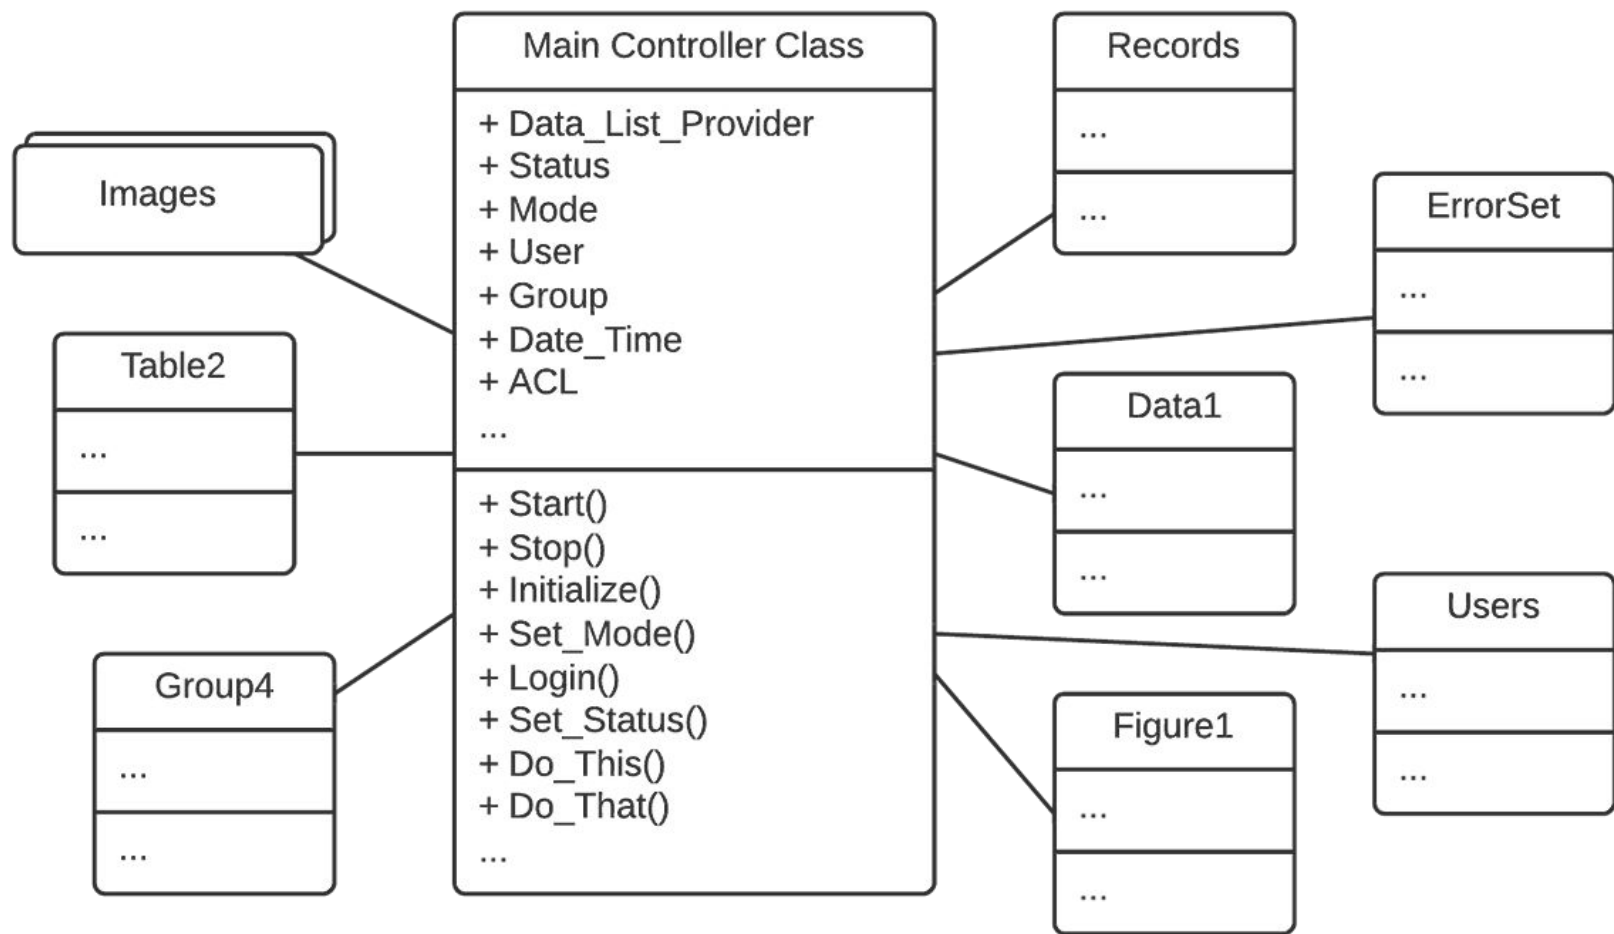 Main Controller Class
+ Data_List_Provider
+ Status
+ Mode
+ User
+ Group
+ Date_Time
+ ACL
...
+ Start()
+ Stop()
+ Initialize()
+ Set_Mode()
+ Login()
+ Set_Status()
+ Do_This()
+ Do_That()
...
Images
Table2
...
...
Group4
...
...
Records
...
...
ErrorSet
...
...
Data1
...
...
Users
...
...
Figure1
...
...